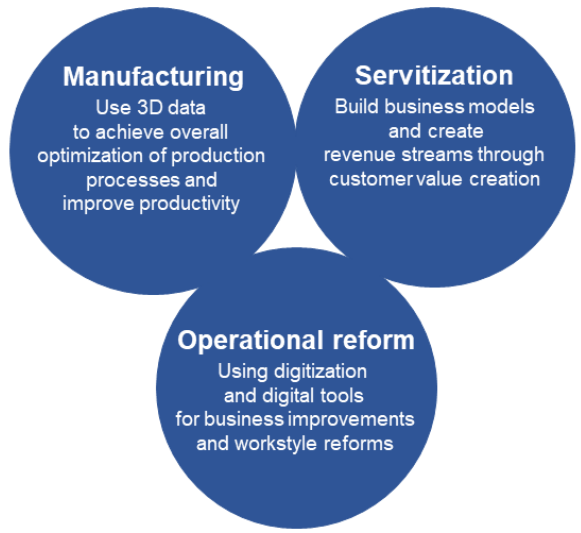 Manufacturing
Use 3D data
to achieve overall
optimization of production
processes and
improve productivity
Servitization
Build business models
and create
revenue streams through
customer value creation
Operational reform
Using digitization
and digital tools
for business improvements
and workstyle reforms